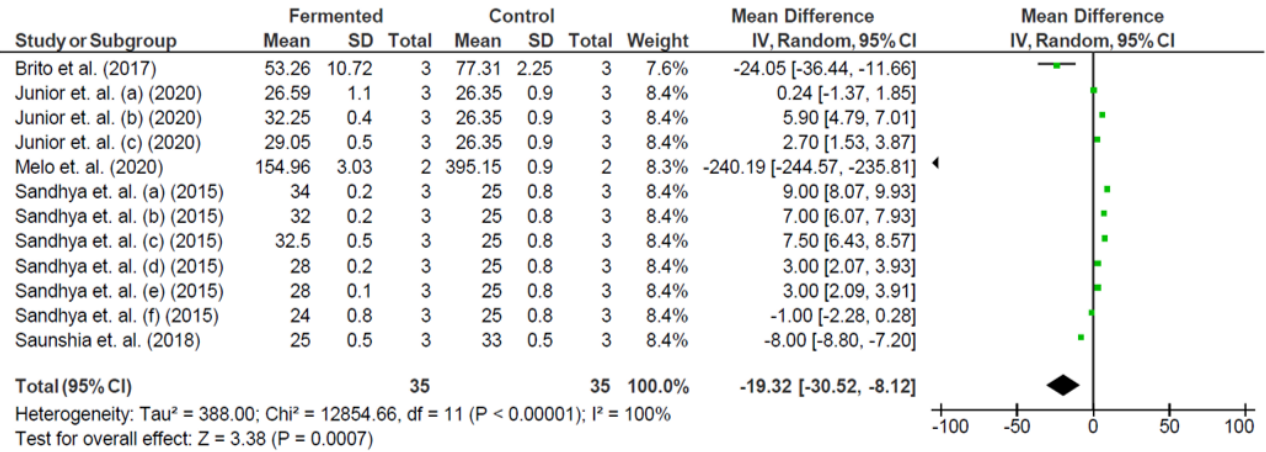 Fermented Control Mean Difference Mean Difference
Study or Subgroup Mean SD Total Mean SD Total Weight IV, Random, 95% CI IV, Random, 95% CI
Brito et al. (2017) 53.26 10.72 3 77.31 2.25 3 7.6% -24.05 [-36.44, -11.66]
Junior et. al. (a) (2020) 26.59 1.1 3 26.35 0.9 3 8.4% 0.24 [-1.37, 1.85]
Junior et. al. (b) (2020) 32.25 0.4 3 26.35 0.9 3 8.4% 5.90 [4.79, 7.01]
Junior et. al. (c) (2020) 29.05 0.5 3 26.35 0.9 3 8.4% 2.70 [1.53, 3.87]
Melo et. al. (2020) 154.96 3.03 2 395.15 0.9 2 8.3% -240.19 [-244.57, -235.81]
Sandhya et. al. (a) (2015) 34 0.2 3 25 0.8 3 8.4% 9.00 [8.07, 9.93]
Sandhya et. al. (b) (2015) 32 0.2 3 25 0.8 3 8.4% 7.00 [6.07, 7.93]
Sandhya et. al. (c) (2015) 32.5 0.5 3 25 0.8 3 8.4% 7.50 [6.43, 8.57]
Sandhya et. al. (d) (2015) 28 0.2 3 25 0.8 3 8.4% 3.00 [2.07, 3.93]
Sandhya et. al. (e) (2015) 28 0.1 3 25 0.8 3 8.4% 3.00 [2.09, 3.91]
Sandhya et. al. (f) (2015) 24 0.8 3 25 0.8 3 8.4% -1.00 [-2.28, 0.28]
Saunshia et. al. (2018) 25 0.5 3 33 0.5 3 8.4% -8.00 [-8.80, -7.20]
Total (95% CI) 35 35 100.0% -19.32 [-30.52, -8.12]
Heterogeneity: Tau² = 388.00; Chi² = 12854.66, df = 11 (P < 0.00001); I² = 100%
Test for overall effect: Z = 3.38 (P = 0.0007)
-100 -50 0 50 100